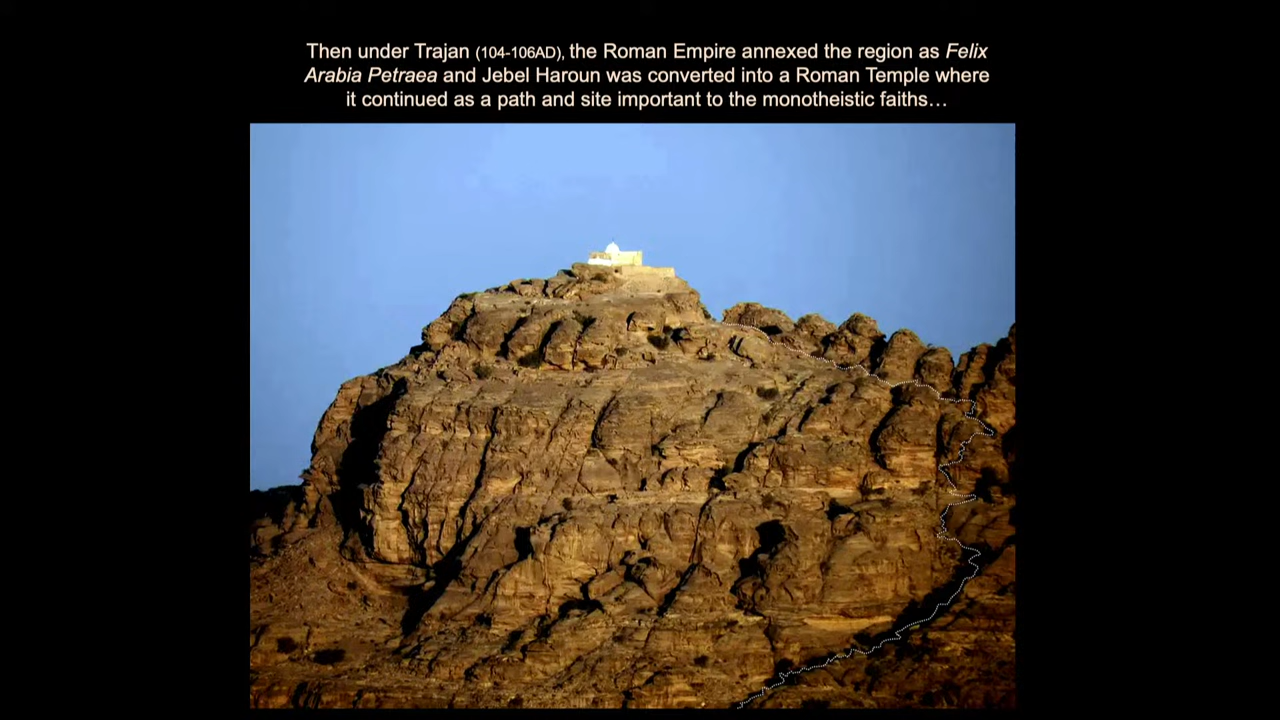 Then under Trajan (104-106AD), the Roman Empire annexed the region as Felix
Arabia Petraea and Jebel Haroun was converted into a Roman Temple where
it continued as a path and site important to the monotheistic faiths…